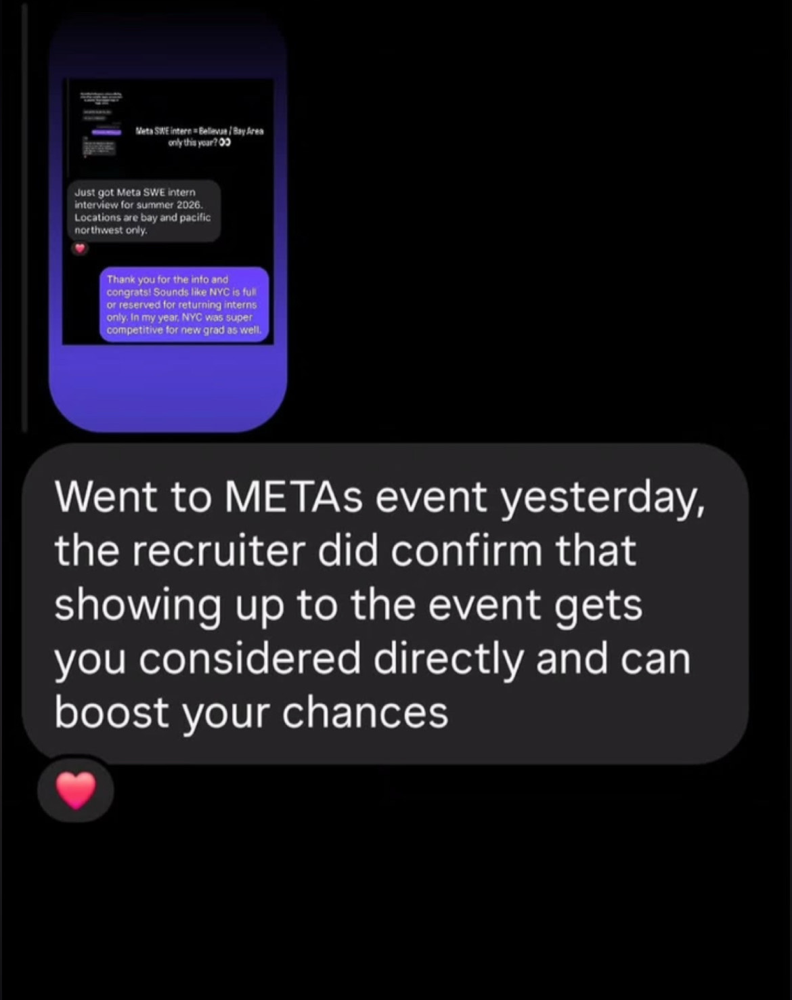 Meta SWE intern = Bellevue / Bay Area
only this year? 👀
Just got Meta SWE intern
interview for summer 2026.
Locations are bay and pacific
northwest only.
Thank you for the info and
congrats! Sounds like NYC is full
or reserved for returning interns
only. In my year, NYC was super
competitive for new grad as well.
Went to METAs event yesterday,
the recruiter did confirm that
showing up to the event gets
you considered directly and can
boost your chances